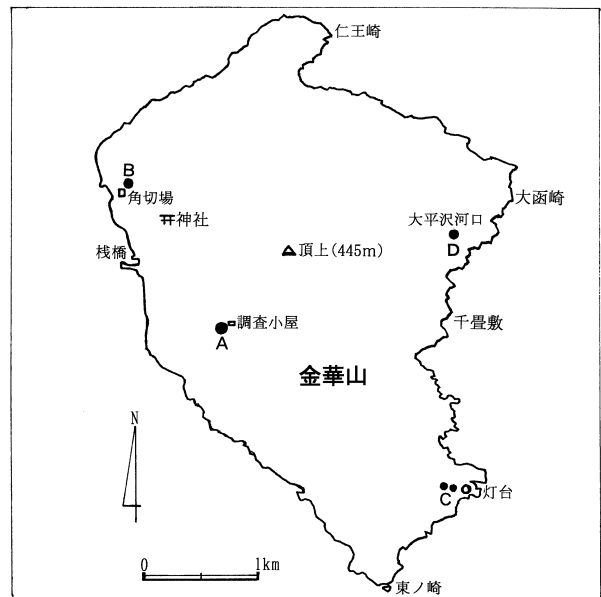 仁王崎
B
角切場
神社
大函崎
大平沢河口
D
桟橋
頂上(445m)
調査小屋
A
千畳敷
金華山
N
C
灯台
0 1km
東ノ崎